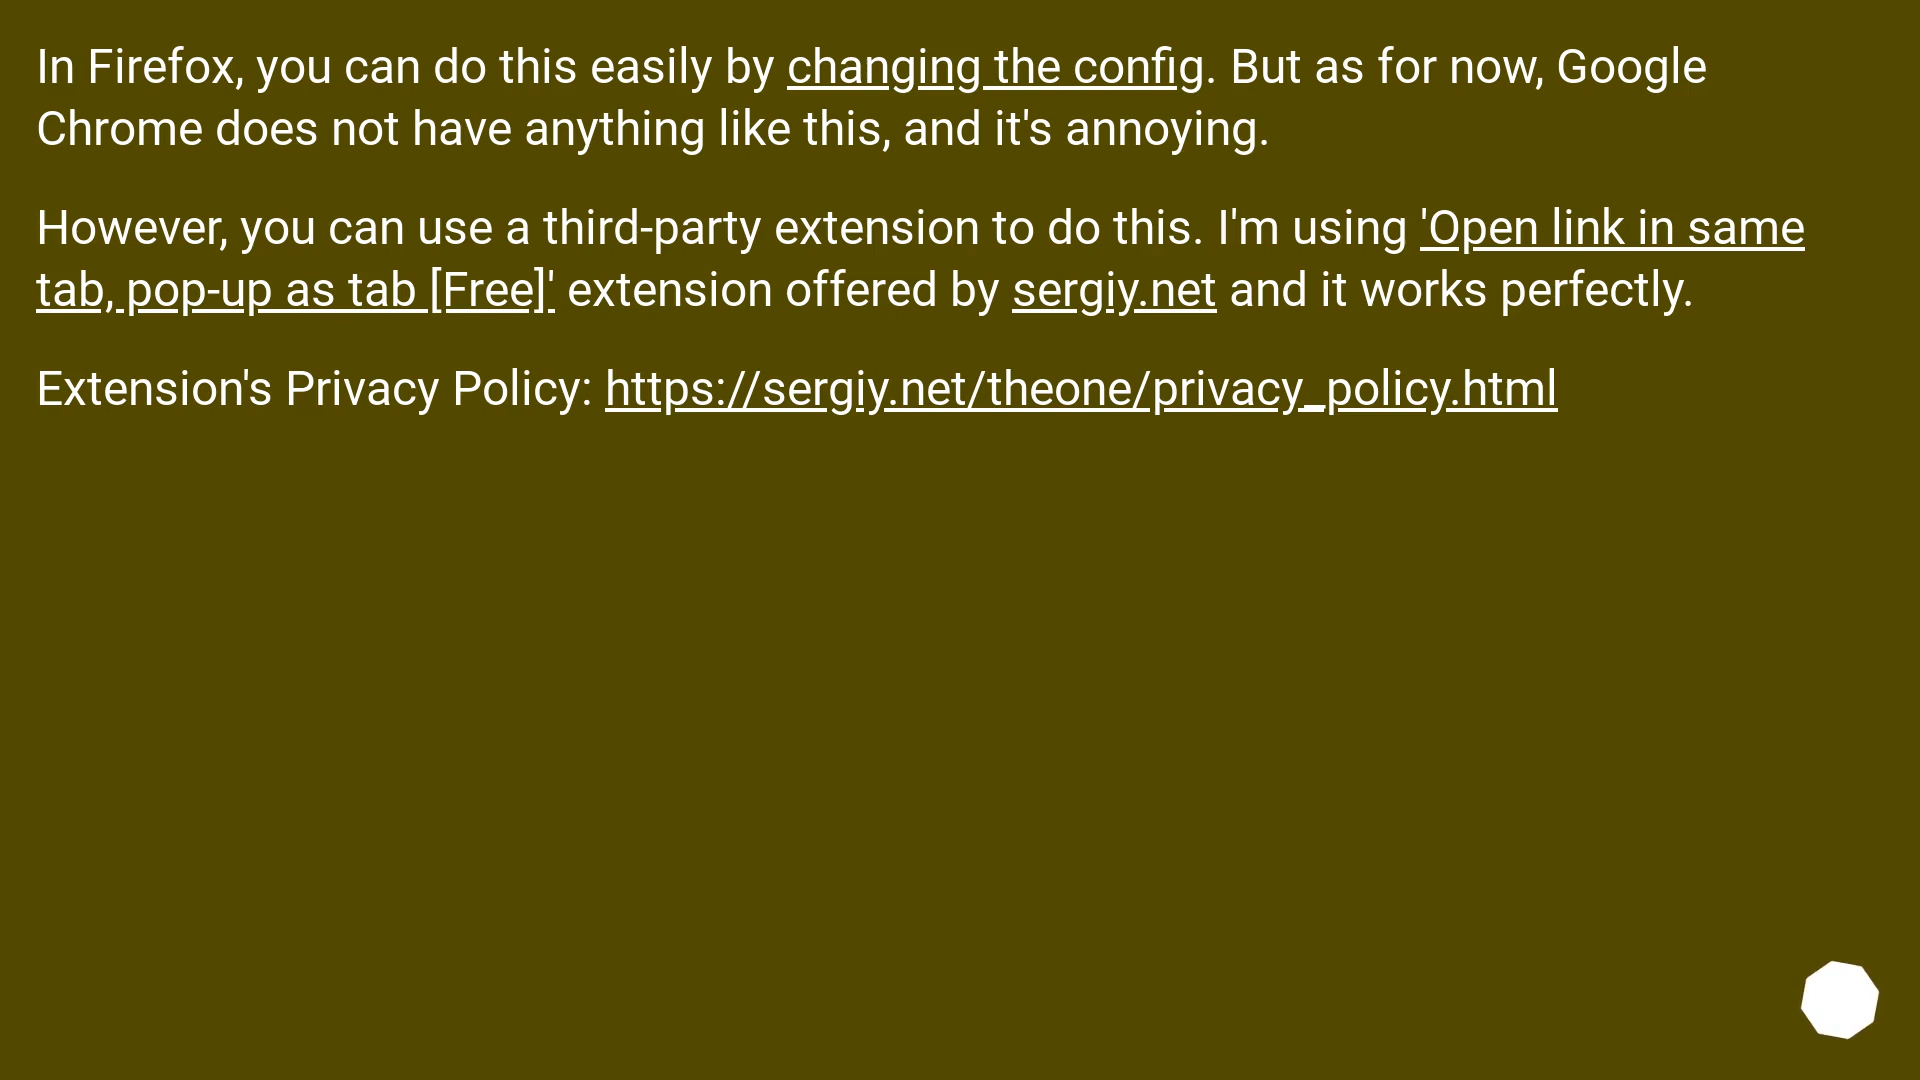 In Firefox, you can do this easily by changing the config. But as for now, Google
Chrome does not have anything like this, and it's annoying.
However, you can use a third-party extension to do this. I'm using 'Open link in same
tab, pop-up as tab [Free]' extension offered by sergiy.net and it works perfectly.
Extension's Privacy Policy: https://sergiy.net/theone/privacy_policy.html